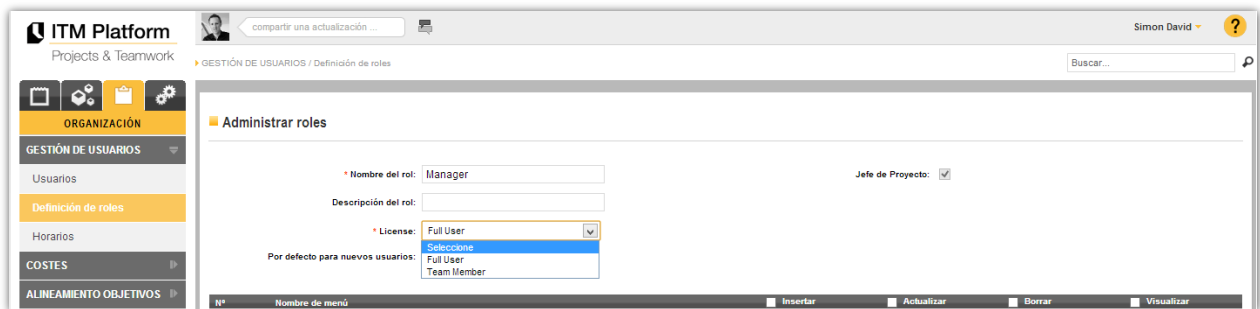 ITM Platform
Projects & Teamwork
compartir una actualización ...
Simon David
?
GESTIÓN DE USUARIOS / Definición de roles
Buscar...
ORGANIZACIÓN
GESTIÓN DE USUARIOS
Usuarios
Definición de roles
Horarios
COSTES
ALINEAMIENTO OBJETIVOS
Administrar roles
* Nombre del rol: Manager
Jefe de Proyecto:
Descripción del rol:
* License: Full User
Seleccione
Full User
Team Member
Por defecto para nuevos usuarios:
Nº Nombre de menú Insertar Actualizar Borrar Visualizar